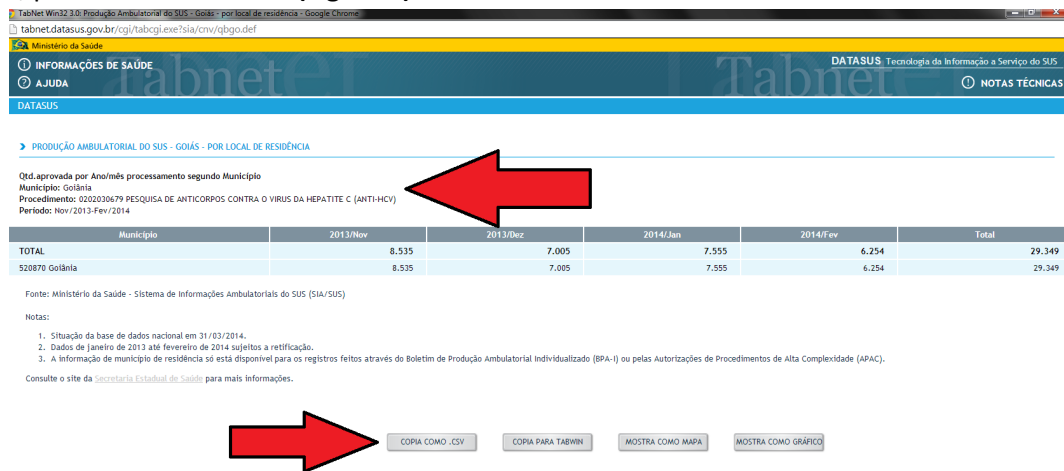 TabNet Win32 3.0: Produção Ambulatorial do SUS - Goiás - por local de residência - Google Chrome
tabnet.datasus.gov.br/cgi/tabcgi.exe?sia/cnv/qbgo.def
Ministério da Saúde
INFORMAÇÕES DE SAÚDE
Tabnet
Tabnet
DATASUS Tecnologia da Informação a Serviço do SUS
AJUDA
NOTAS TÉCNICAS
DATASUS
PRODUÇÃO AMBULATORIAL DO SUS - GOIÁS - POR LOCAL DE RESIDÊNCIA
Qtd.aprovada por Ano/mês processamento segundo Município
Município: Goiânia
Procedimento: 0202030679 PESQUISA DE ANTICORPOS CONTRA O VIRUS DA HEPATITE C (ANTI-HCV)
Período: Nov/2013-Fev/2014
Município 2013/Nov 2013/Dez 2014/Jan 2014/Fev Total
TOTAL 8.535 7.005 7.555 6.254 29.349
520870 Goiânia 8.535 7.005 7.555 6.254 29.349
Fonte: Ministério da Saúde - Sistema de Informações Ambulatoriais do SUS (SIA/SUS)
Notas:
1. Situação da base de dados nacional em 31/03/2014.
2. Dados de janeiro de 2013 até fevereiro de 2014 sujeitos a retificação.
3. A informação de município de residência só está disponível para os registros feitos através do Boletim de Produção Ambulatorial Individualizado (BPA-I) ou pelas Autorizações de Procedimentos de Alta Complexidade (APAC).
Consulte o site da Secretaria Estadual de Saúde para mais informações.
COPIA COMO .CSV COPIA PARA TABWIN MOSTRA COMO MAPA MOSTRA COMO GRÁFICO